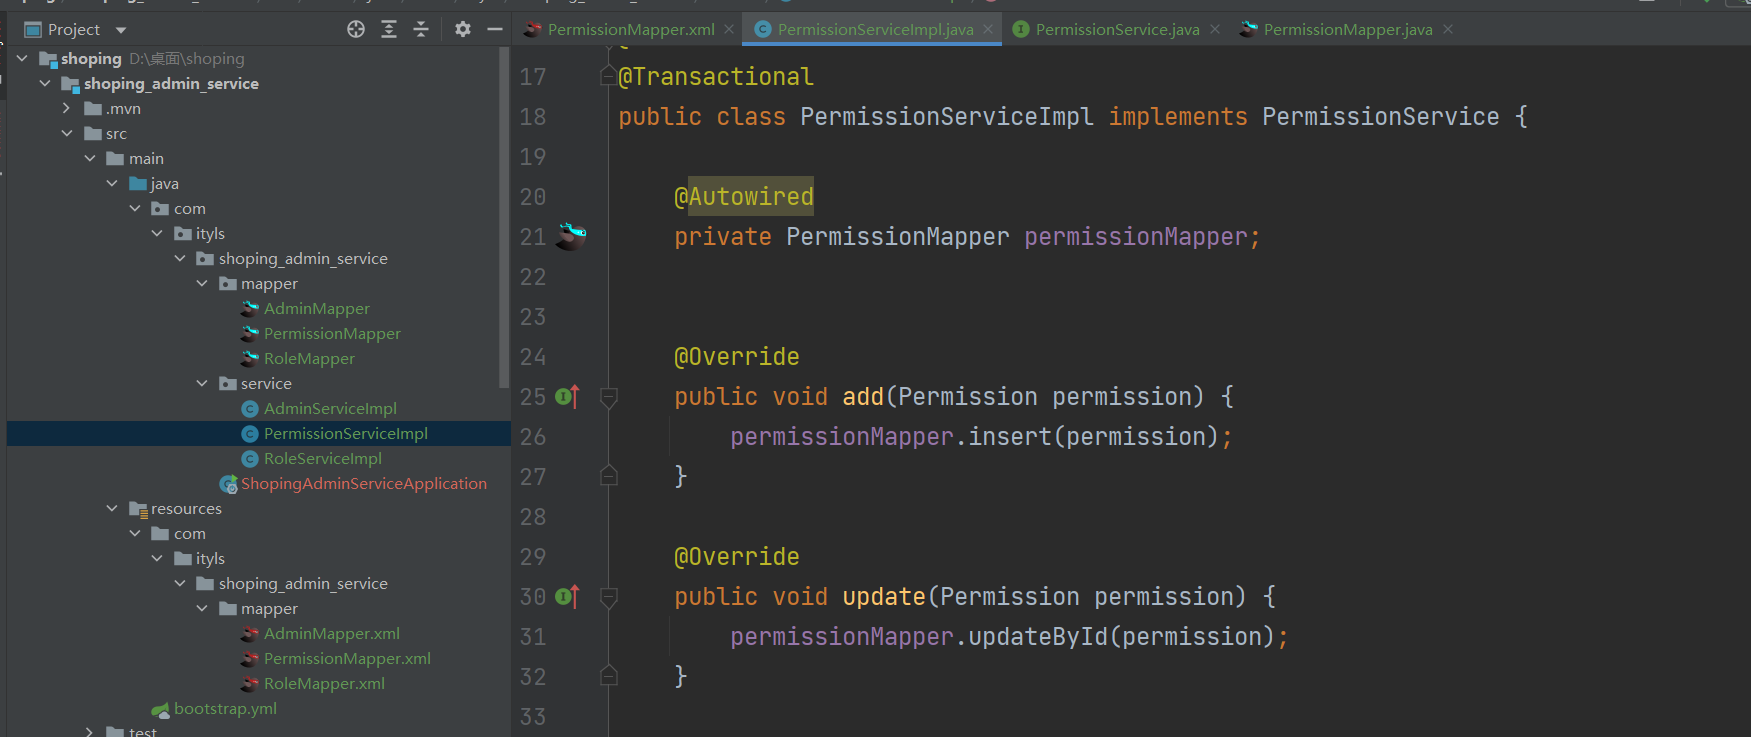 Project
shoping D:\桌面\shoping
shoping_admin_service
.mvn
src
main
java
com
ityls
shoping_admin_service
mapper
AdminMapper
PermissionMapper
RoleMapper
service
AdminServiceImpl
PermissionServiceImpl
RoleServiceImpl
ShopingAdminServiceApplication
resources
com
ityls
shoping_admin_service
mapper
AdminMapper.xml
PermissionMapper.xml
RoleMapper.xml
bootstrap.yml
test
PermissionMapper.xml PermissionServiceImpl.java PermissionService.java PermissionMapper.java
17 @Transactional
18 public class PermissionServiceImpl implements PermissionService {
19
20 @Autowired
21 private PermissionMapper permissionMapper;
22
23
24 @Override
25 public void add(Permission permission) {
26 permissionMapper.insert(permission);
27 }
28
29 @Override
30 public void update(Permission permission) {
31 permissionMapper.updateById(permission);
32 }
33